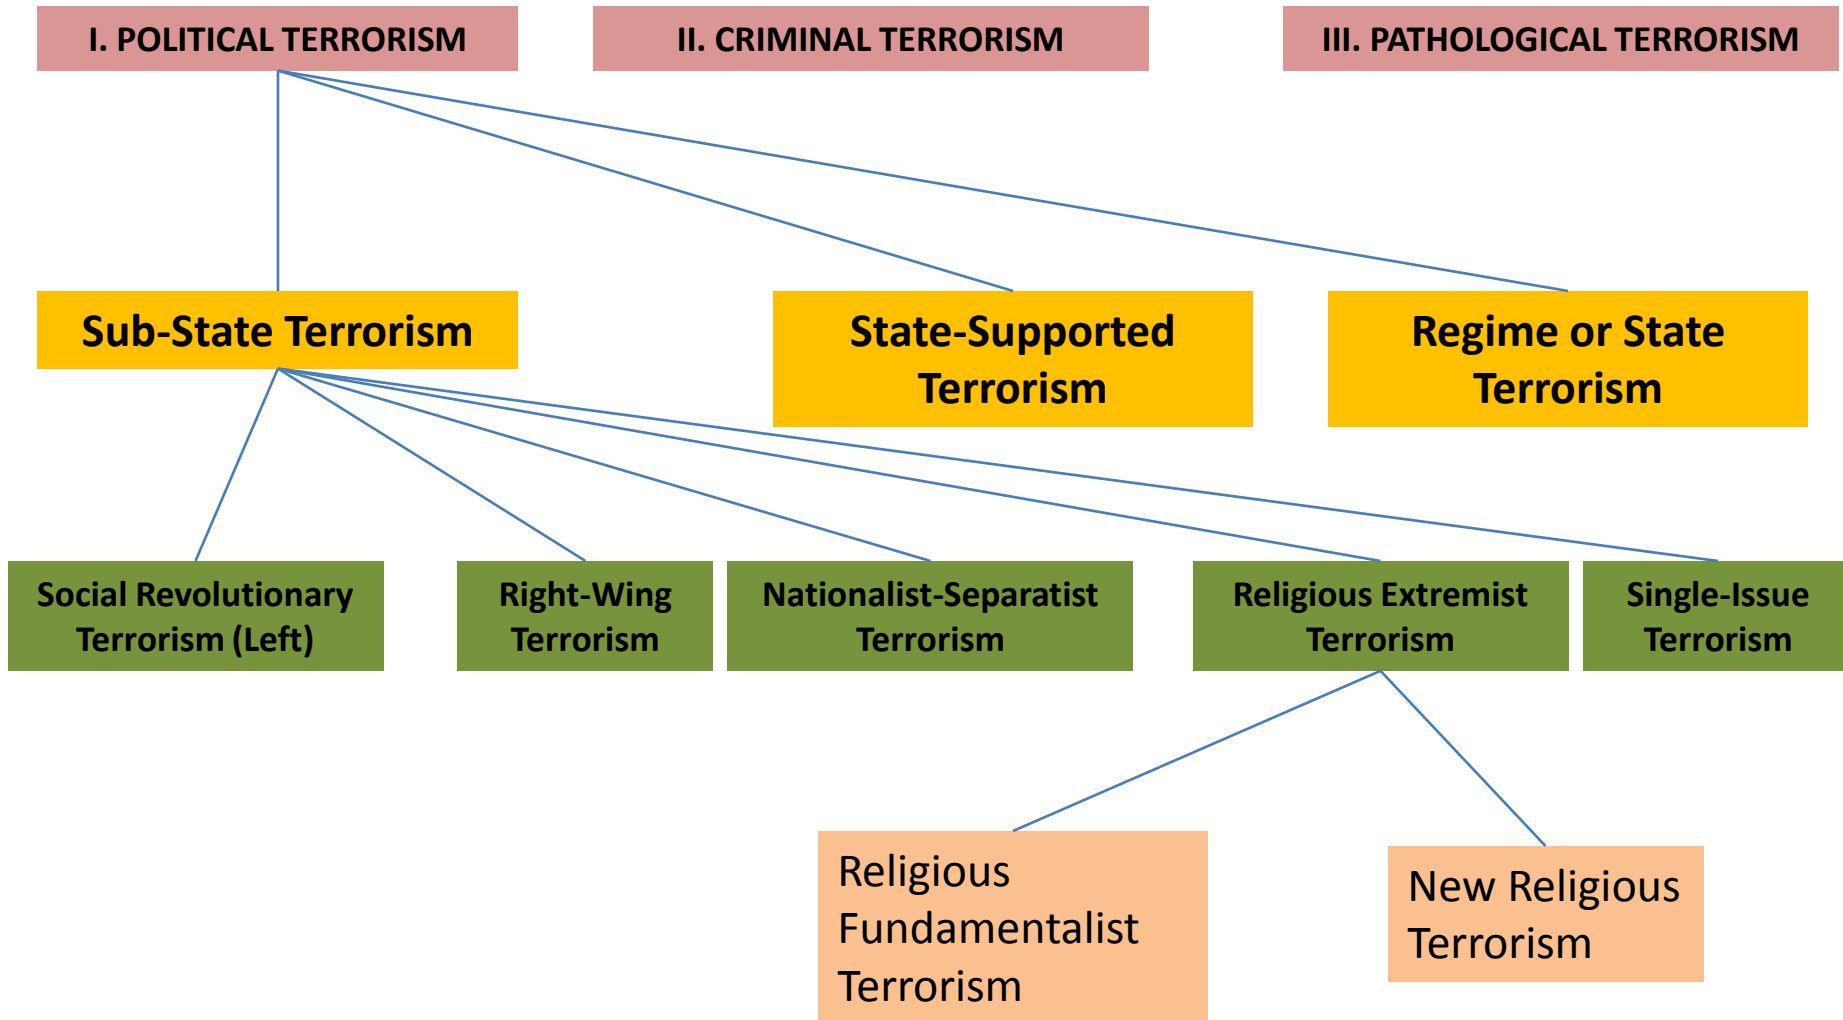 I. POLITICAL TERRORISM
II. CRIMINAL TERRORISM
III. PATHOLOGICAL TERRORISM
Sub-State Terrorism
State-Supported
Terrorism
Regime or State
Terrorism
Social Revolutionary
Terrorism (Left)
Right-Wing
Terrorism
Nationalist-Separatist
Terrorism
Religious Extremist
Terrorism
Single-Issue
Terrorism
Religious
Fundamentalist
Terrorism
New Religious
Terrorism